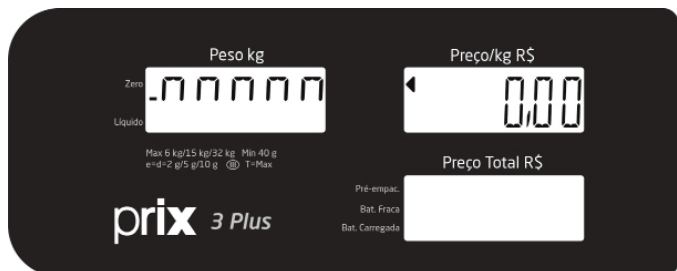 Peso kg
Preço/kg R$
Zero
Líquido
0,00
Max 6 kg/15 kg/32 kg Min 40 g
e=d=2 g/5 g/10 g III T=Max
Preço Total R$
Pré-empac.
Bat. Fraca
Bat. Carregada
prix 3 Plus